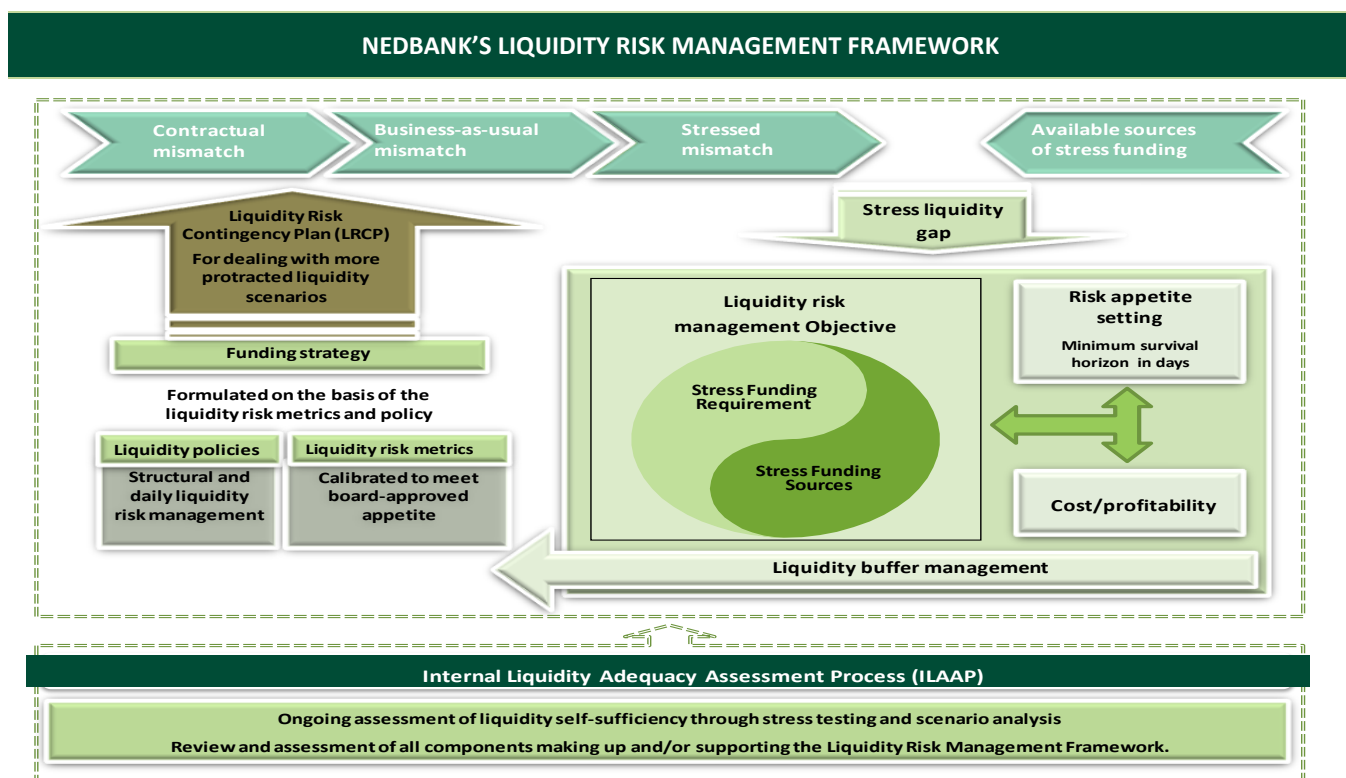 NEDBANK’S LIQUIDITY RISK MANAGEMENT FRAMEWORK
Contractual
mismatch
Business-as-usual
mismatch
Stressed
mismatch
Available sources
of stress funding
Liquidity Risk
Contingency Plan (LRCP)
For dealing with more
protracted liquidity
scenarios
Funding strategy
Formulated on the basis of the
liquidity risk metrics and policy
Liquidity policies
Structural and
daily liquidity
risk management
Liquidity risk metrics
Calibrated to meet
board-approved
appetite
Stress liquidity
gap
Liquidity risk
management Objective
Stress Funding
Requirement
Stress Funding
Sources
Risk appetite
setting
Minimum survival
horizon in days
Cost/profitability
Liquidity buffer management
Internal Liquidity Adequacy Assessment Process (ILAAP)
Ongoing assessment of liquidity self-sufficiency through stress testing and scenario analysis
Review and assessment of all components making up and/or supporting the Liquidity Risk Management Framework.